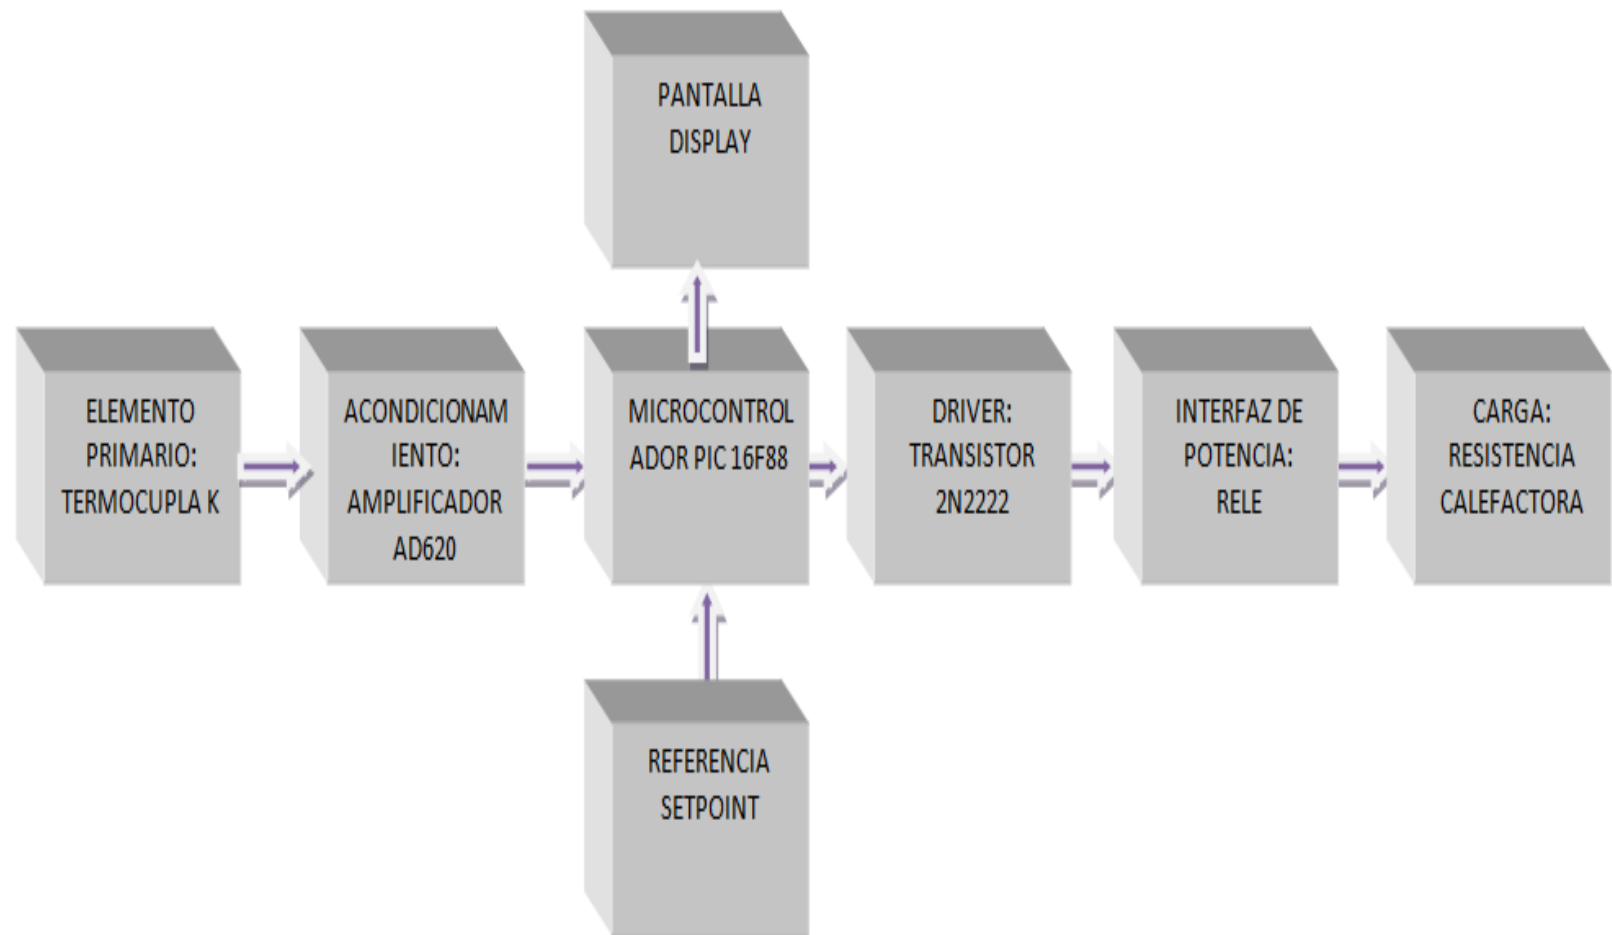 PANTALLA
DISPLAY
ELEMENTO
PRIMARIO:
TERMOCUPLA K
ACONDICIONAM
IENTO:
AMPLIFICADOR
AD620
MICROCONTROL
ADOR PIC 16F88
DRIVER:
TRANSISTOR
2N2222
INTERFAZ DE
POTENCIA:
RELE
CARGA:
RESISTENCIA
CALEFACTORA
REFERENCIA
SETPOINT